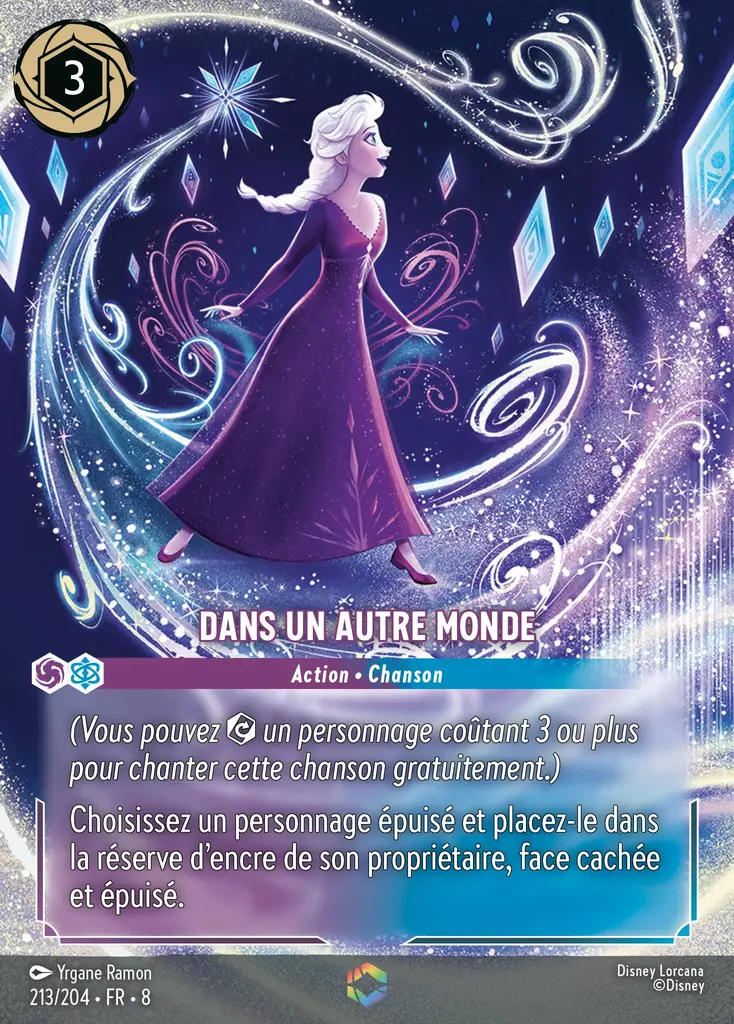 3
DANS UN AUTRE MONDE
Action • Chanson
(Vous pouvez un personnage coûtant 3 ou plus
pour chanter cette chanson gratuitement.)
Choisissez un personnage épuisé et placez-le dans
la réserve d'encre de son propriétaire, face cachée
et épuisé.
Yrgane Ramon
213/204 • FR • 8
Disney Lorcana
©Disney